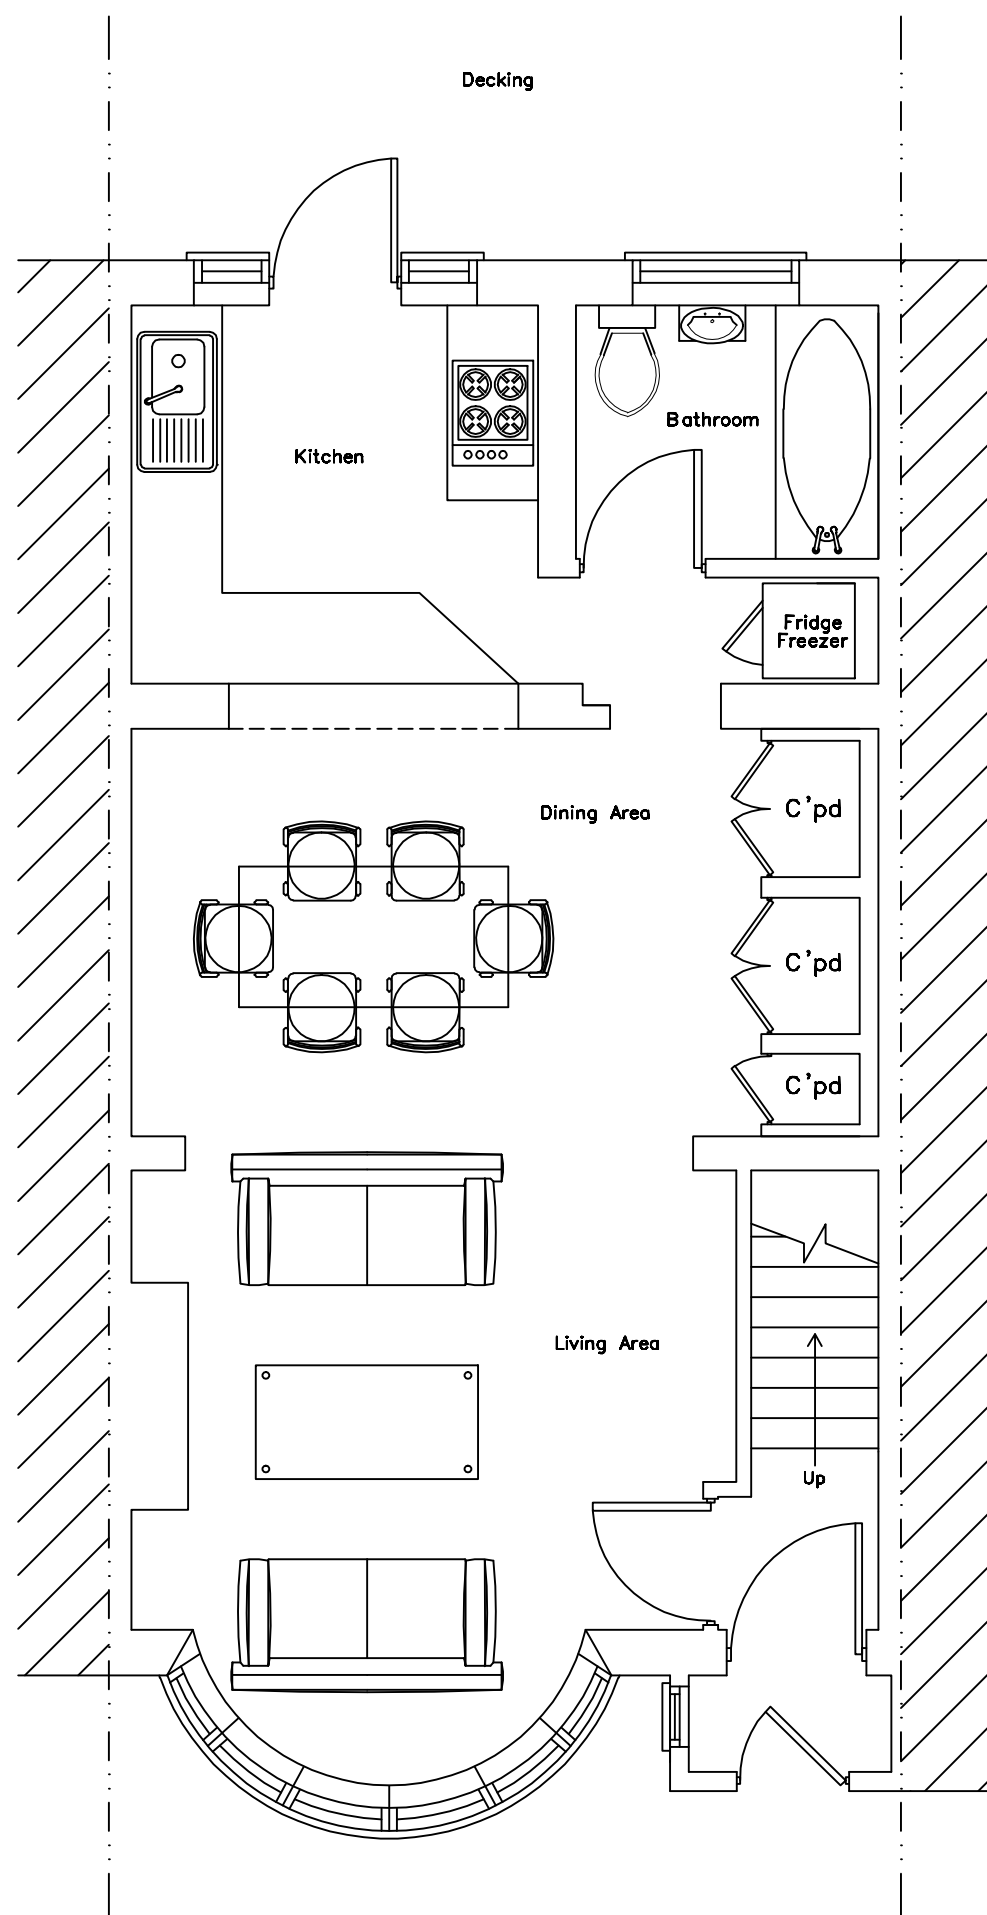 Decking
Bathroom
Kitchen
Fridge
Freezer
C'pd
Dining Area
C'pd
C'pd
Living Area
Up